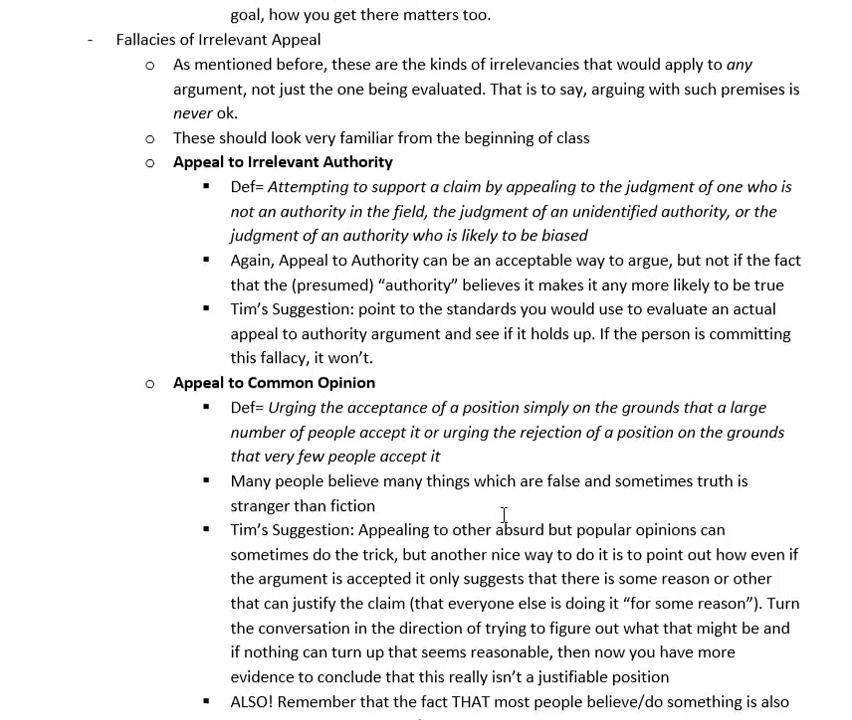 goal, how you get there matters too.
- Fallacies of Irrelevant Appeal
o As mentioned before, these are the kinds of irrelevancies that would apply to any
argument, not just the one being evaluated. That is to say, arguing with such premises is
never ok.
o These should look very familiar from the beginning of class
o Appeal to Irrelevant Authority
▪ Def= Attempting to support a claim by appealing to the judgment of one who is
not an authority in the field, the judgment of an unidentified authority, or the
judgment of an authority who is likely to be biased
▪ Again, Appeal to Authority can be an acceptable way to argue, but not if the fact
that the (presumed) “authority” believes it makes it any more likely to be true
▪ Tim’s Suggestion: point to the standards you would use to evaluate an actual
appeal to authority argument and see if it holds up. If the person is committing
this fallacy, it won’t.
o Appeal to Common Opinion
▪ Def= Urging the acceptance of a position simply on the grounds that a large
number of people accept it or urging the rejection of a position on the grounds
that very few people accept it
▪ Many people believe many things which are false and sometimes truth is
stranger than fiction
▪ Tim’s Suggestion: Appealing to other absurd but popular opinions can
sometimes do the trick, but another nice way to do it is to point out how even if
the argument is accepted it only suggests that there is some reason or other
that can justify the claim (that everyone else is doing it “for some reason”). Turn
the conversation in the direction of trying to figure out what that might be and
if nothing can turn up that seems reasonable, then now you have more
evidence to conclude that this really isn’t a justifiable position
▪ ALSO! Remember that the fact THAT most people believe/do something is also